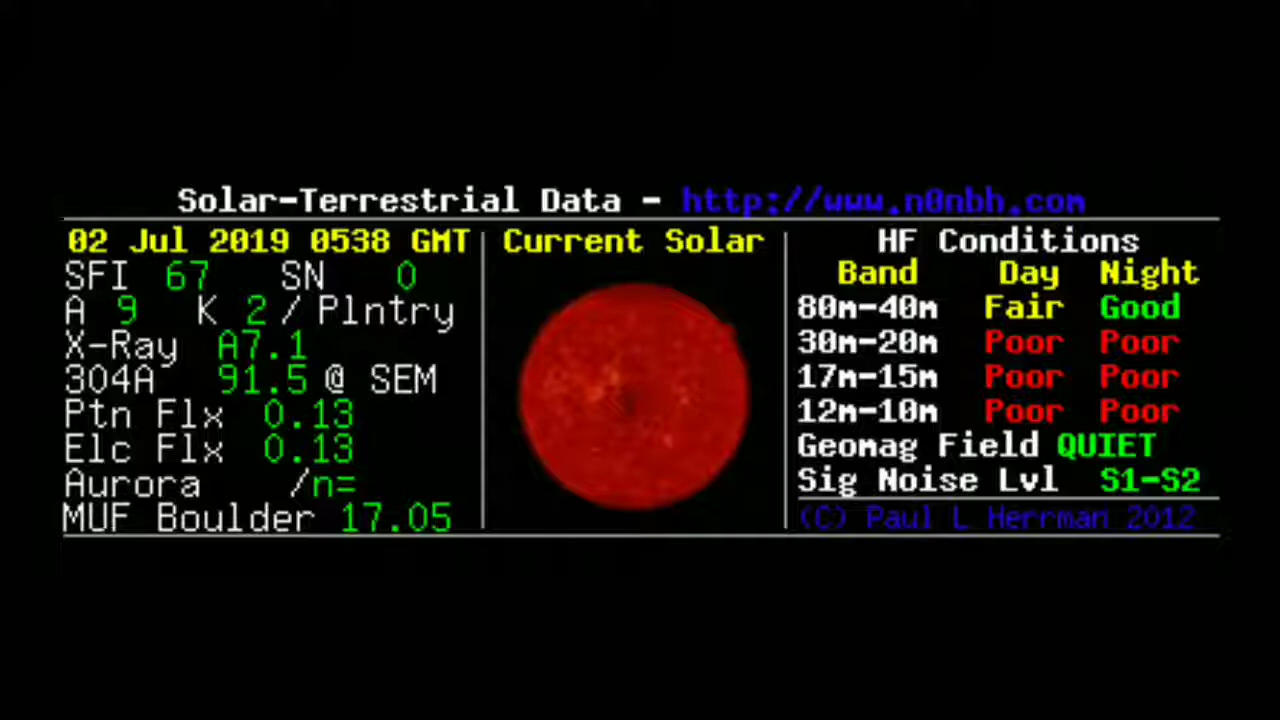 Solar-Terrestrial Data - http://www.n0nbh.com
02 Jul 2019 0538 GMT
SFI 67 SN 0
A 9 K 2 / Plntry
X-Ray A7.1
304A 91.5 @ SEM
Ptn Flx 0.13
Elc Flx 0.13
Aurora /n=
MUF Boulder 17.05
Current Solar
HF Conditions
Band Day Night
80m-40m Fair Good
30m-20m Poor Poor
17m-15m Poor Poor
12m-10m Poor Poor
Geomag Field QUIET
Sig Noise Lvl S1-S2
(C) Paul L Herrman 2012